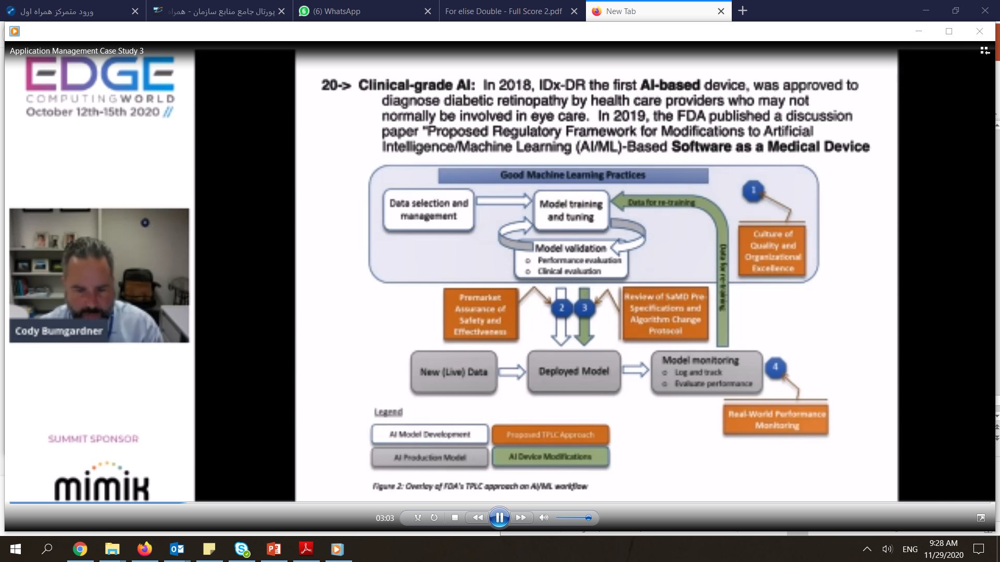 ورود متمرکز همراه اول
پورتال جامع منابع سازمان - همراه
(6) WhatsApp
For elise Double - Full Score 2.pdf
New Tab
Application Management Case Study 3
EDGE
COMPUTINGWORLD
October 12th-15th 2020 //
Cody Bumgardner
SUMMIT SPONSOR
mimik
20-> Clinical-grade AI: In 2018, IDx-DR the first AI-based device, was approved to
diagnose diabetic retinopathy by health care providers who may not
normally be involved in eye care. In 2019, the FDA published a discussion
paper "Proposed Regulatory Framework for Modifications to Artificial
Intelligence/Machine Learning (AI/ML)-Based Software as a Medical Device
Good Machine Learning Practices
Data selection and
management
Model training
and tuning
Data for re-training
1
Culture of
Quality and
Organizational
Excellence
Model validation
o Performance evaluation
o Clinical evaluation
Data for re-training
Premarket
Assurance of
Safety and
Effectiveness
2
3
Review of SaMD Pre-
Specifications and
Algorithm Change
Protocol
New (Live) Data
Deployed Model
Model monitoring
o Log and track
o Evaluate performance
4
Real-World Performance
Monitoring
Legend
AI Model Development
Proposed TPLC Approach
AI Production Model
AI Device Modifications
Figure 2: Overlay of FDA's TPLC approach on AI/ML workflow
03:03
ENG
9:28 AM
11/29/2020